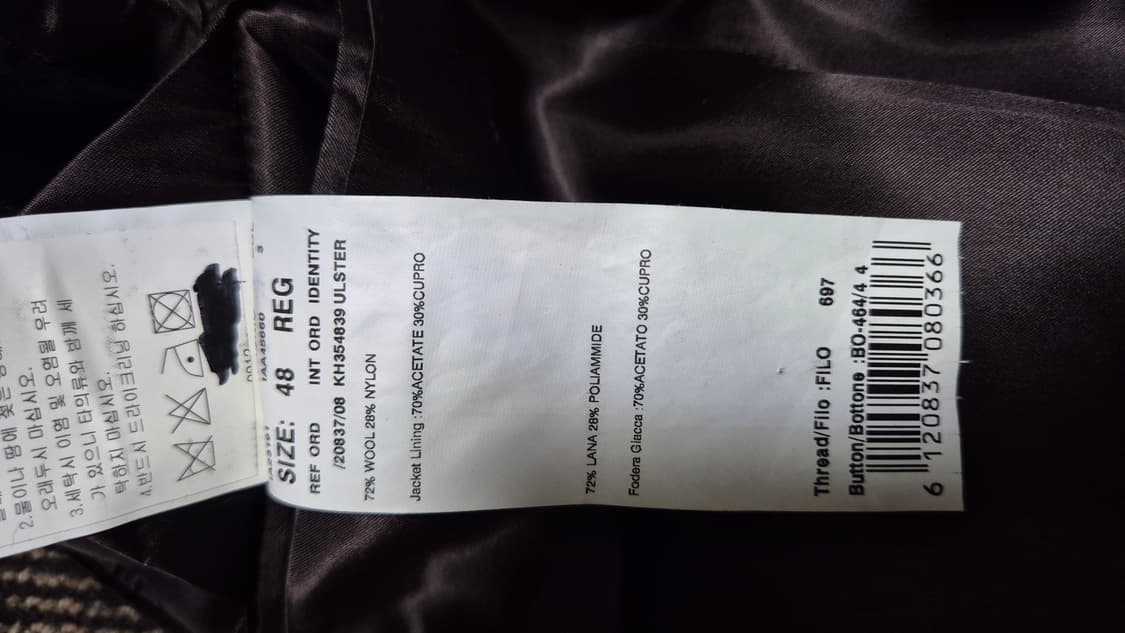 2.물이나 땀에 젖은
오래두시 마십시오.
3.세탁시 이염 및 오염될 우려
가 있으니 타의류와 함께 세
탁하지 마십시오.
4.반드시 드라이크리닝 하십시오.
SIZE: 48 REG
REF ORD INT ORD IDENTITY
/20837/08 KH354839 ULSTER
72% WOOL 28% NYLON
Jacket Lining :70%ACETATE 30%CUPRO
72% LANA 28% POLIAMMIDE
Fodera Giacca :70%ACETATO 30%CUPRO
Thread/Filo :FILO 697
Button/Bottone :BO-464/4 4
6 120837 080366